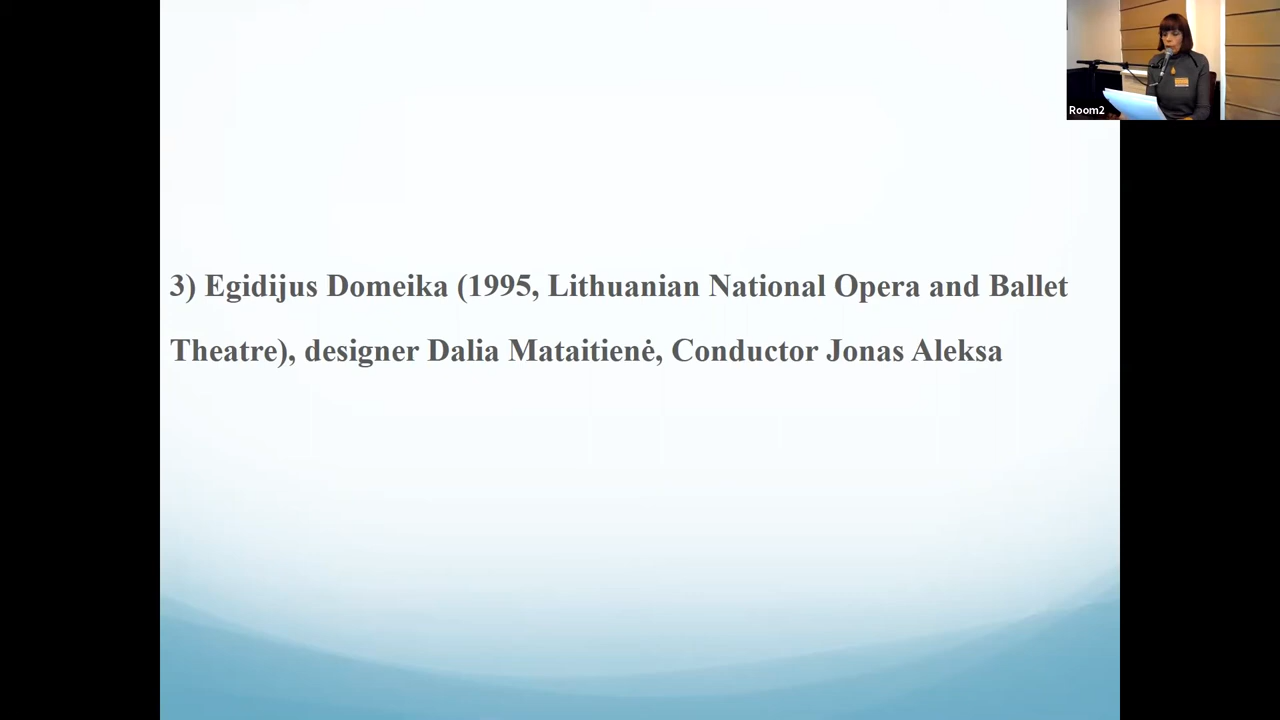 Room2
3) Egidijus Domeika (1995, Lithuanian National Opera and Ballet
Theatre), designer Dalia Mataitienė, Conductor Jonas Aleksa